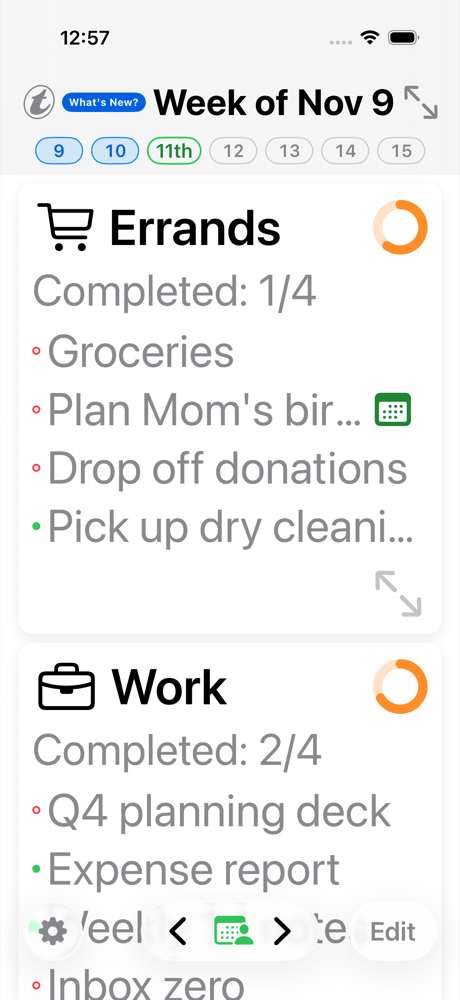 12:57
What's New?
Week of Nov 9
9 10 11th 12 13 14 15
Errands
Completed: 1/4
Groceries
Plan Mom's bir...
Drop off donations
Pick up dry cleani...
Work
Completed: 2/4
Q4 planning deck
Expense report
Edit
Inbox zero